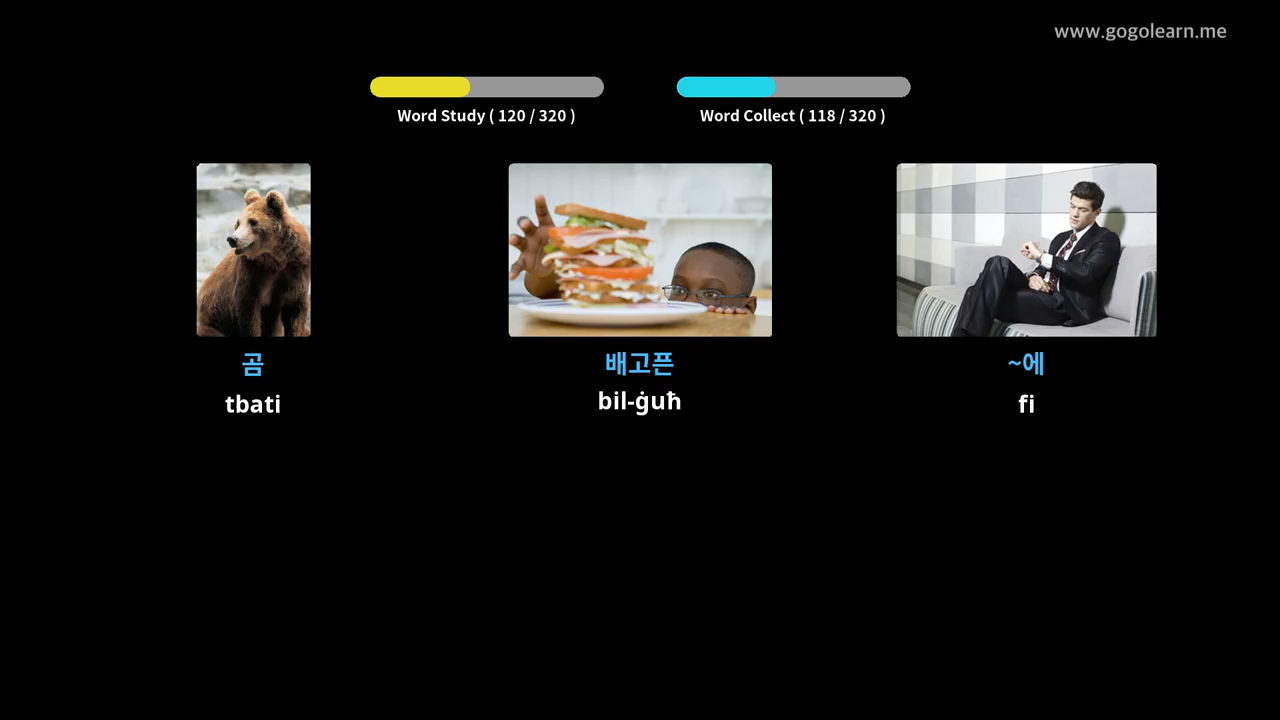 www.gogolearn.me
Word Study ( 120 / 320 )
Word Collect ( 118 / 320 )
곰
배고픈
~에
tbati
bil-ġuħ
fi